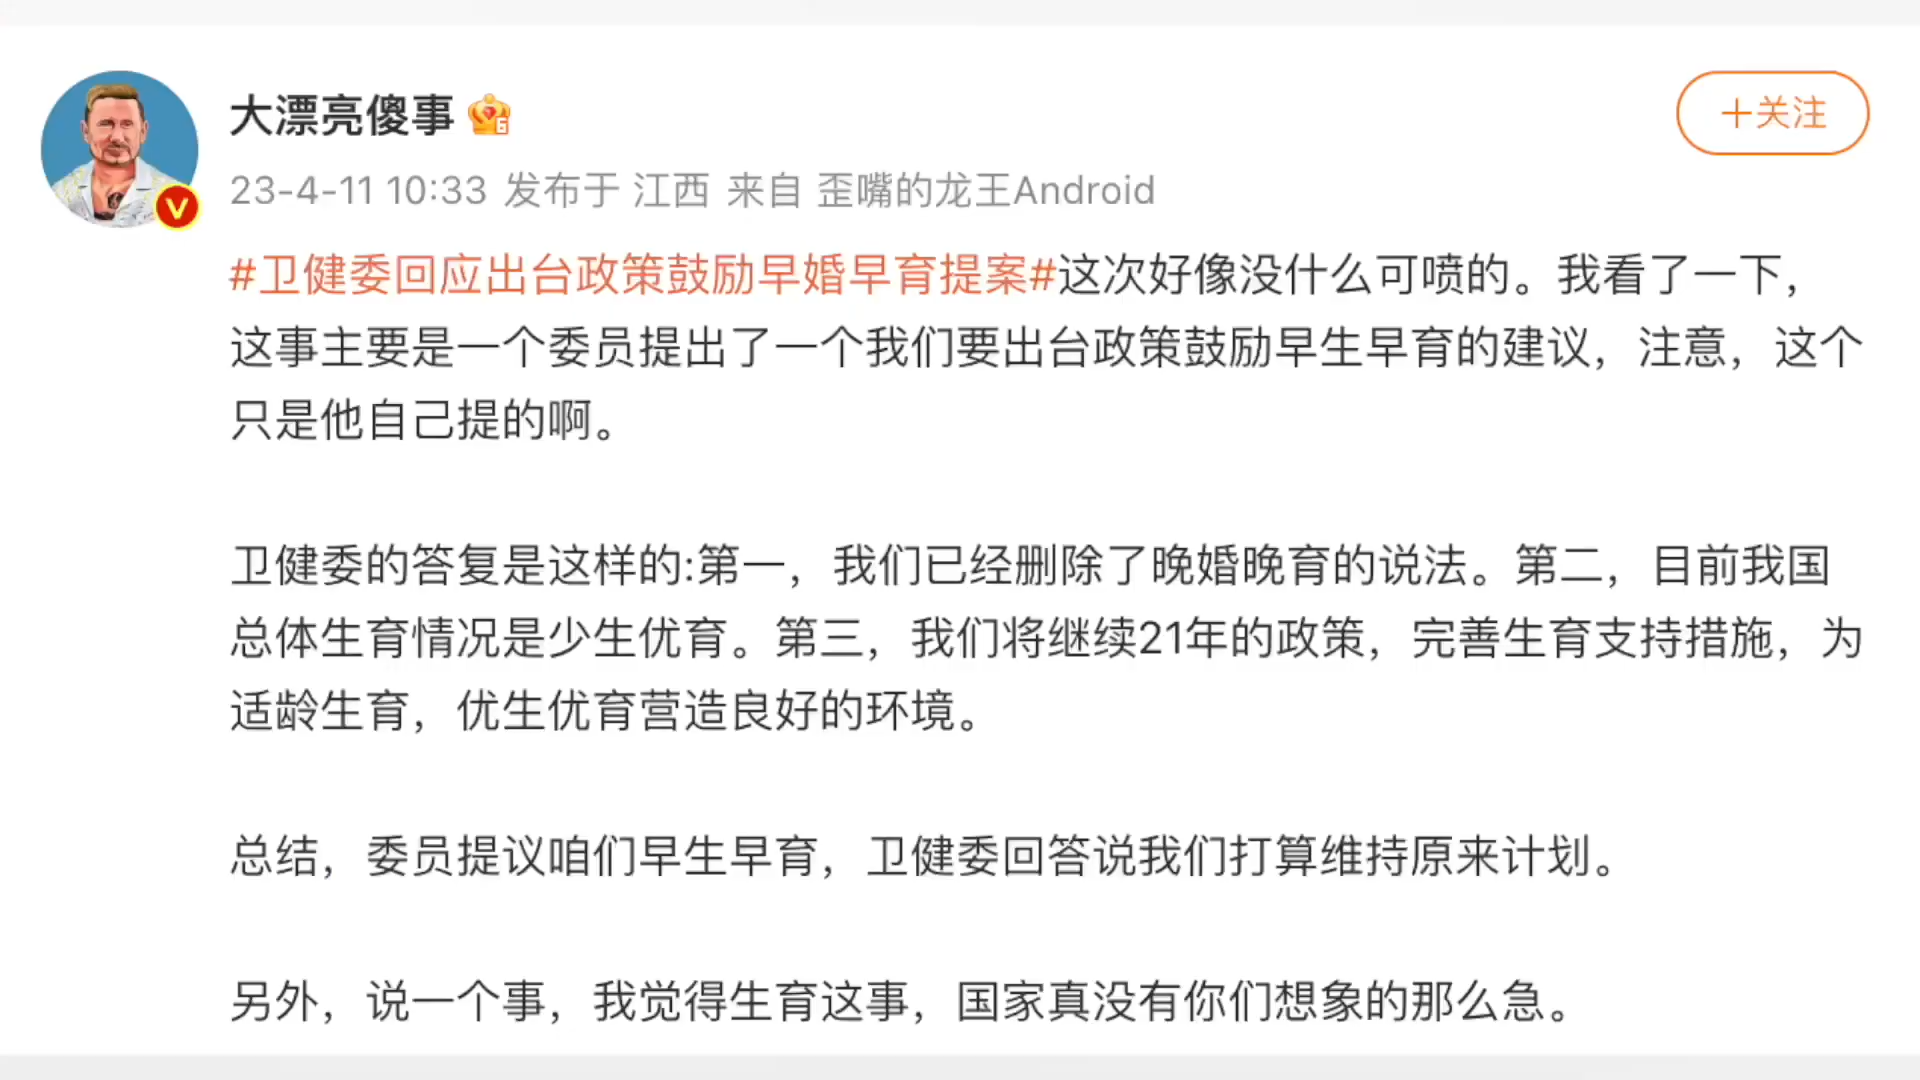 大漂亮傻事
6
+关注
V
23-4-11 10:33 发布于 江西 来自 歪嘴的龙王Android
#卫健委回应出台政策鼓励早婚早育提案#这次好像没什么可喷的。我看了一下，
这事主要是一个委员提出了一个我们要出台政策鼓励早生早育的建议，注意，这个
只是他自己提的啊。
卫健委的答复是这样的:第一，我们已经删除了晚婚晚育的说法。第二，目前我国
总体生育情况是少生优育。第三，我们将继续21年的政策，完善生育支持措施，为
适龄生育，优生优育营造良好的环境。
总结，委员提议咱们早生早育，卫健委回答说我们打算维持原来计划。
另外，说一个事，我觉得生育这事，国家真没有你们想象的那么急。